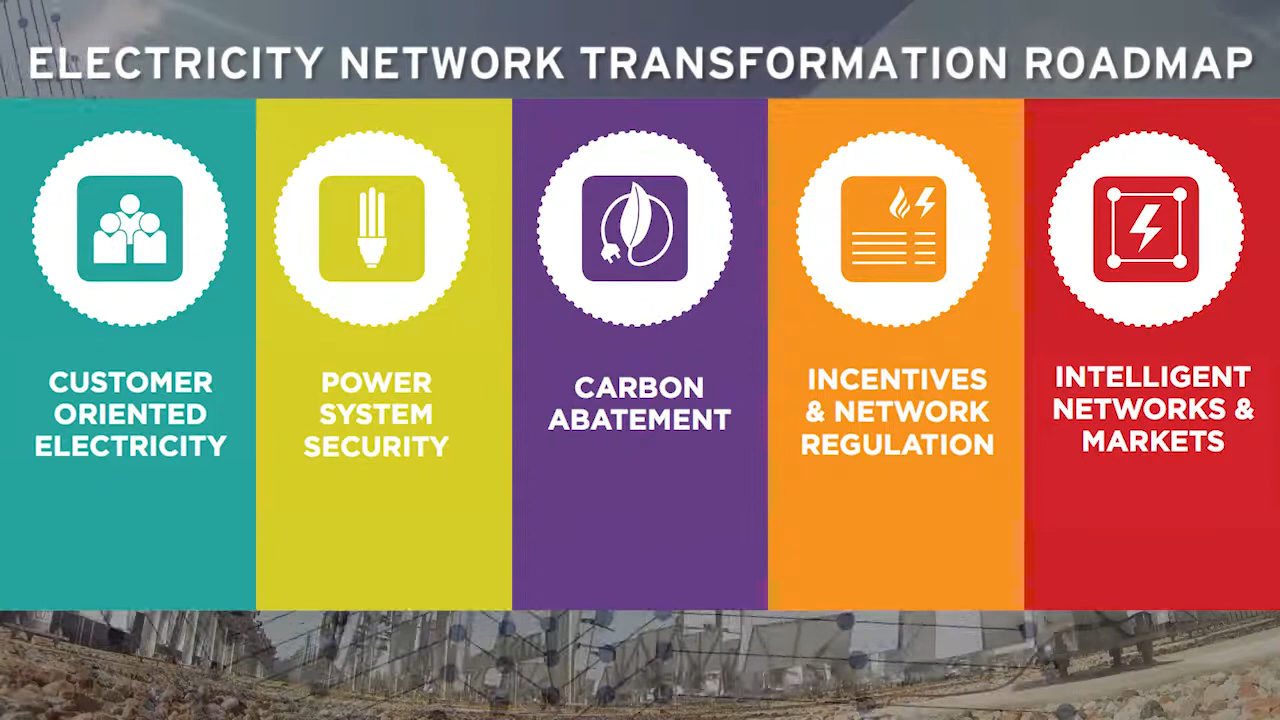 ELECTRICITY NETWORK TRANSFORMATION ROADMAP
CUSTOMER
ORIENTED
ELECTRICITY
POWER
SYSTEM
SECURITY
CARBON
ABATEMENT
INCENTIVES
& NETWORK
REGULATION
INTELLIGENT
NETWORKS &
MARKETS